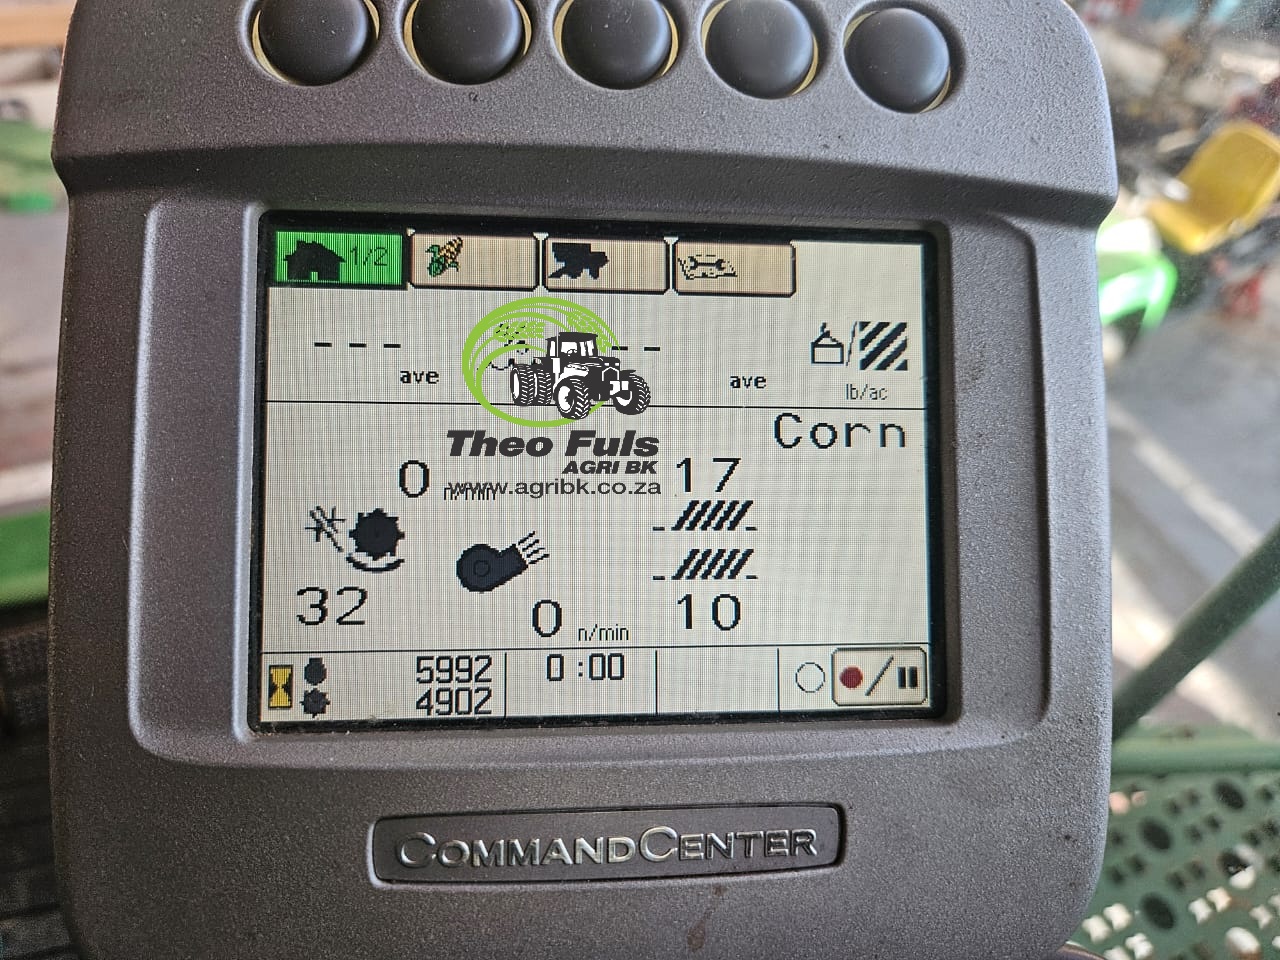 1/2
--- --
ave ave
lb/ac
Corn
Theo Fuls
AGRI BK
www.agribk.co.za
0 n/min 17
32 0 n/min 10
5992 0:00
4902
COMMANDCENTER